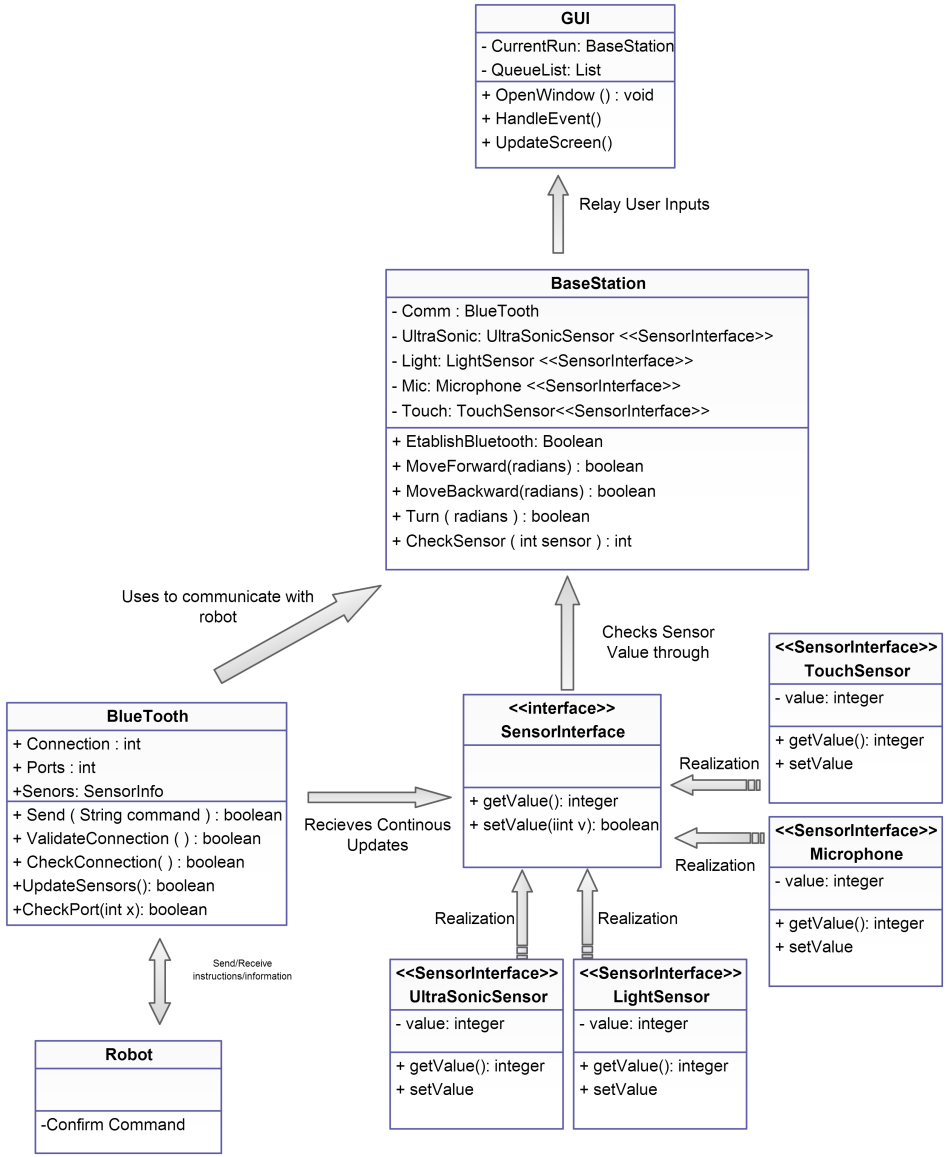 GUI
- CurrentRun: BaseStation
- QueueList: List
+ OpenWindow () : void
+ HandleEvent()
+ UpdateScreen()
Relay User Inputs
BaseStation
- Comm : BlueTooth
- UltraSonic: UltraSonicSensor <<SensorInterface>>
- Light: LightSensor <<SensorInterface>>
- Mic: Microphone <<SensorInterface>>
- Touch: TouchSensor<<SensorInterface>>
+ EtablishBluetooth: Boolean
+ MoveForward(radians) : boolean
+ MoveBackward(radians) : boolean
+ Turn ( radians ) : boolean
+ CheckSensor ( int sensor ) : int
Uses to communicate with
robot
Checks Sensor
Value through
<<SensorInterface>>
TouchSensor
- value: integer
+ getValue(): integer
+ setValue
BlueTooth
+ Connection : int
+ Ports : int
+Senors: SensorInfo
+ Send ( String command ) : boolean
+ ValidateConnection ( ) : boolean
+ CheckConnection( ) : boolean
+UpdateSensors(): boolean
+CheckPort(int x): boolean
Recieves Continous
Updates
<<interface>>
SensorInterface
+ getValue(): integer
+ setValue(iint v): boolean
Realization
Realization
<<SensorInterface>>
Microphone
- value: integer
+ getValue(): integer
+ setValue
Realization
Realization
Send/Receive
instructions/information
<<SensorInterface>>
UltraSonicSensor
- value: integer
+ getValue(): integer
+ setValue
<<SensorInterface>>
LightSensor
- value: integer
+ getValue(): integer
+ setValue
Robot
-Confirm Command